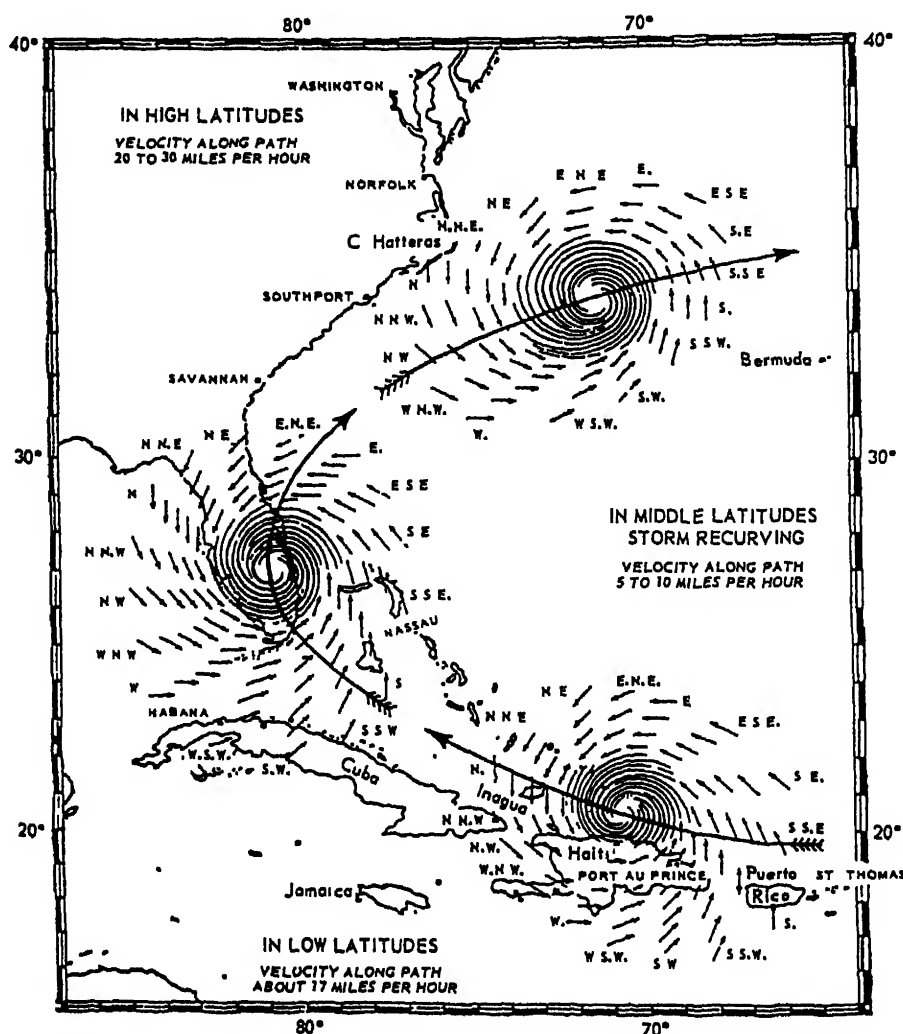 80° 70°
40° 40°
WASHINGTON
IN HIGH LATITUDES
VELOCITY ALONG PATH
20 TO 30 MILES PER HOUR
NORFOLK
E N E E.
N E E S E
N.N.E. S.E
C Hatteras
N S.S E
SOUTHPORT
N N W. S.
S S W.
N W Bermuda
SAVANNAH
W N.W. S.W.
W. W S.W.
E.N.E.
N N. E N E E.
30° 30°
N E S E
IN MIDDLE LATITUDES
STORM RECURVING
S E
N N.W
VELOCITY ALONG PATH
5 TO 10 MILES PER HOUR
N W S S E.
NASSAU
W N W
W S N E E.N.E. E
HABANA N N E E S E.
S S W
W.S.W. S.W. Cuba N. S E.
Inagua
20° N N.W S S.E 20°
N.W. Haiti
W.N.W. PORT AU PRINCE Puerto ST THOMAS
Jamaica Rico
W. S.
IN LOW LATITUDES W S.W. S W S S.W.
VELOCITY ALONG PATH
ABOUT 17 MILES PER HOUR
80° 70°